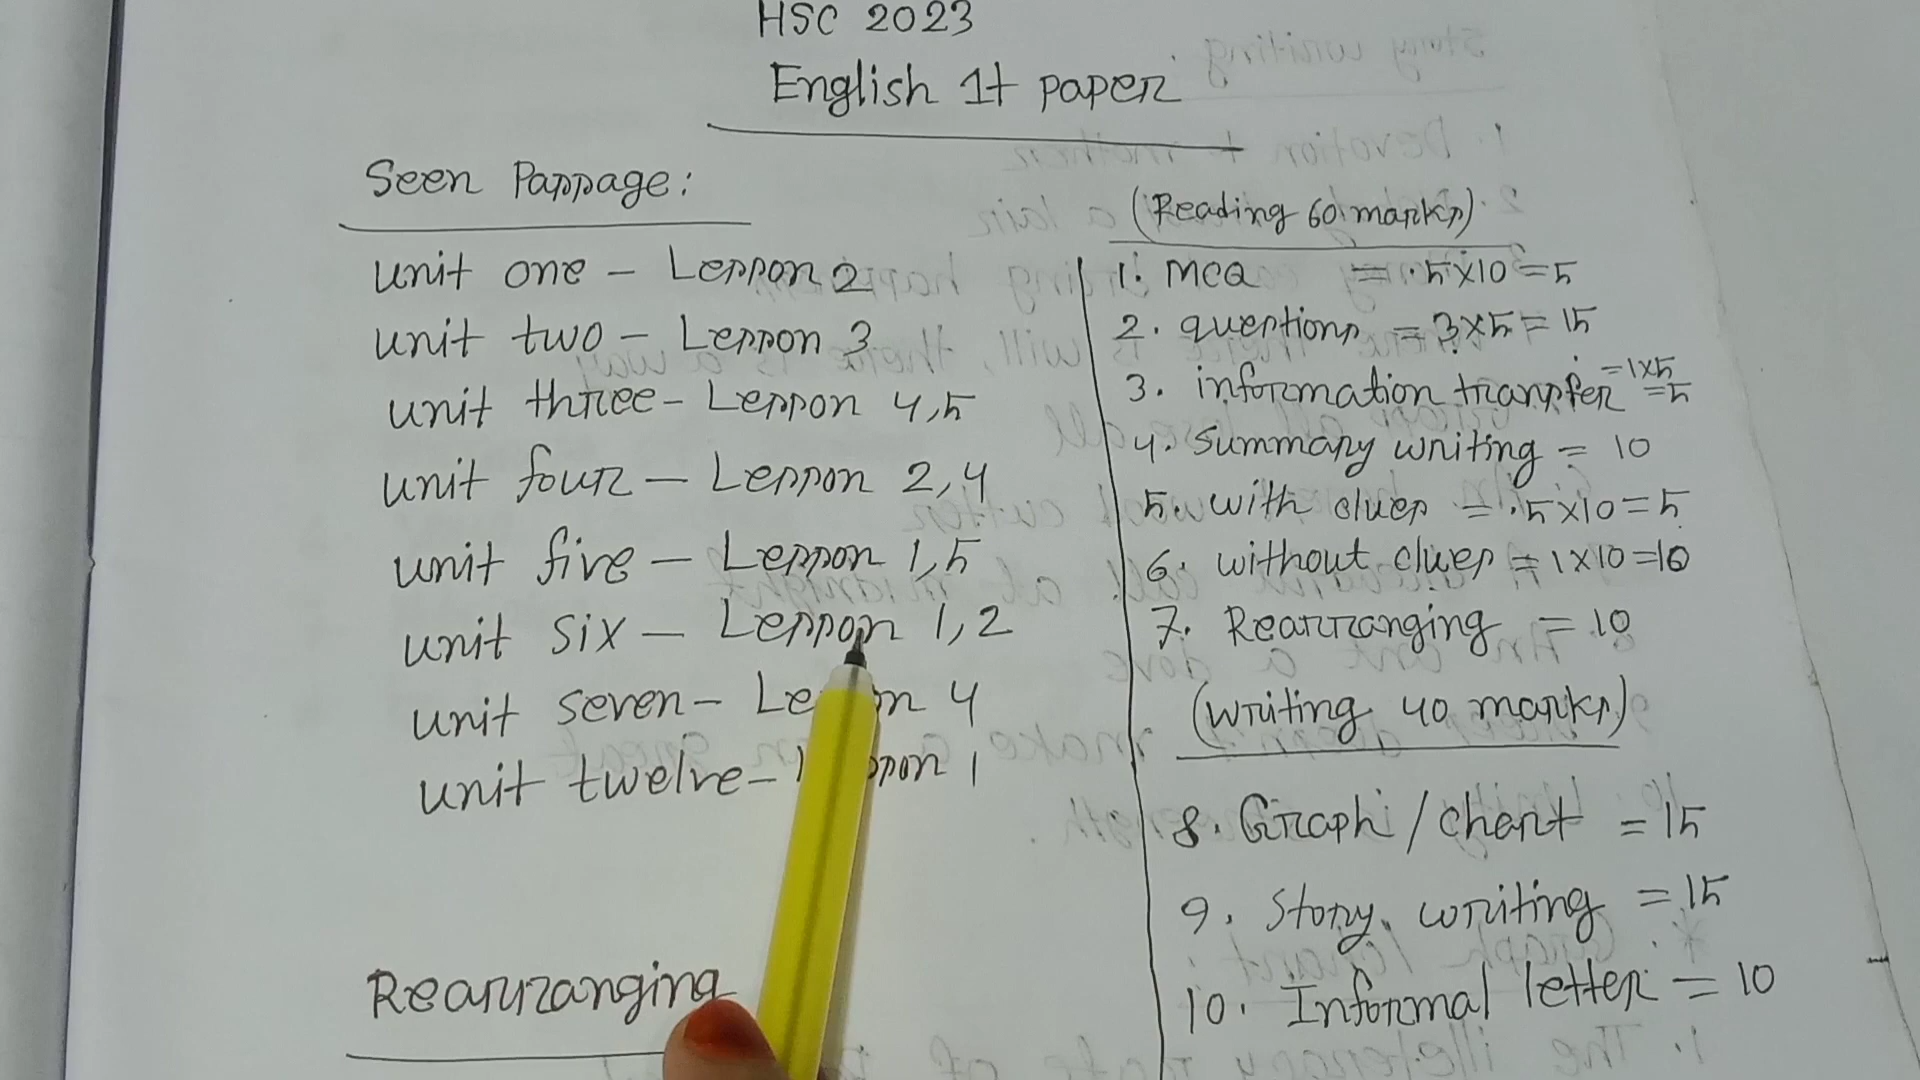 HSC 2023
English 1t paper
Seen Passage:
unit one - Lesson 2
unit two - Lesson 3
unit three - Lesson 4,5
unit four - Lesson 2,4
unit five - Lesson 1,5
unit six - Lesson 1,2
unit seven - Le n 4
unit twelve - sson 1
Rearranging
(Reading 60 marks)
1. MCQ = .5x10=5
2. questions = 3x5=15
3. information transfer =1x5
=5
4. Summary writing = 10
5. with clues = .5x10=5
6. without clues = 1x10=10
7. Rearranging = 10
(Writing 40 marks)
8. Graph/chart = 15
9. Story writing = 15
10. Informal letter = 10